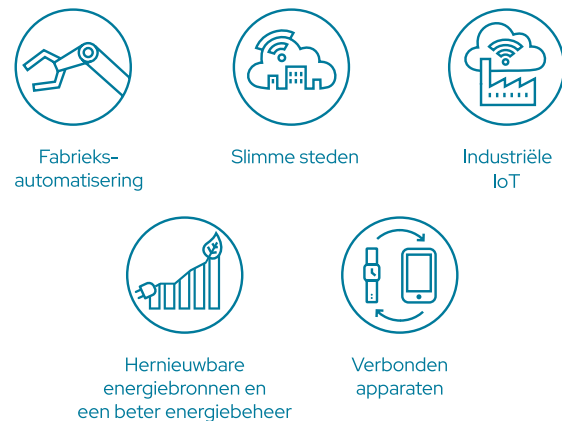 Fabrieks-
automatisering
Slimme steden
Industriële
IoT
Hernieuwbare
energiebronnen en
een beter energiebeheer
Verbonden
apparaten